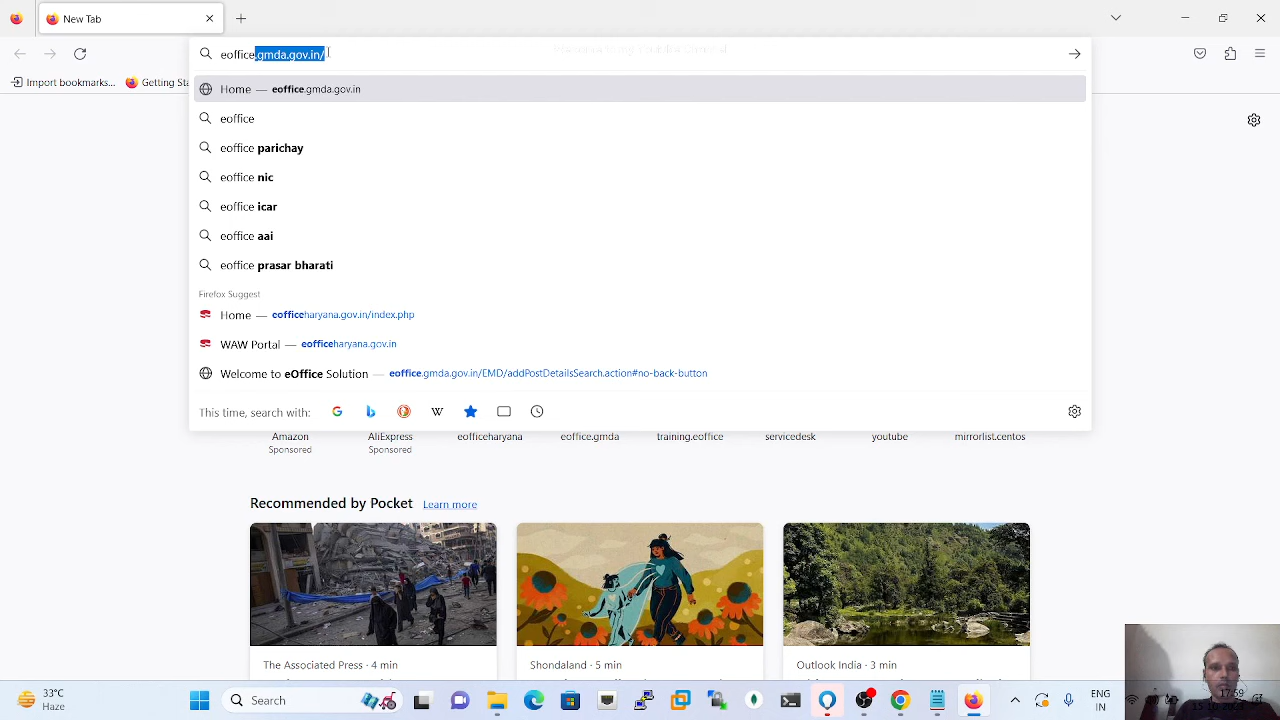 New Tab
eoffice.gmda.gov.in/
Import bookmarks...
Getting Sta
Home — eoffice.gmda.gov.in
eoffice
eoffice parichay
eoffice nic
eoffice icar
eoffice aai
eoffice prasar bharati
Firefox Suggest
Home — eofficeharyana.gov.in/index.php
WAW Portal — eofficeharyana.gov.in
Welcome to eOffice Solution — eoffice.gmda.gov.in/EMD/addPostDetailsSearch.action#no-back-button
This time, search with:
Amazon AliExpress eofficeharyana eoffice.gmda training.eoffice servicedesk youtube mirrorlist.centos
Sponsored Sponsored
Recommended by Pocket Learn more
The Associated Press · 4 min
Shondaland · 5 min
Outlook India · 3 min
33°C
Haze
Search
ENG
IN
17:59